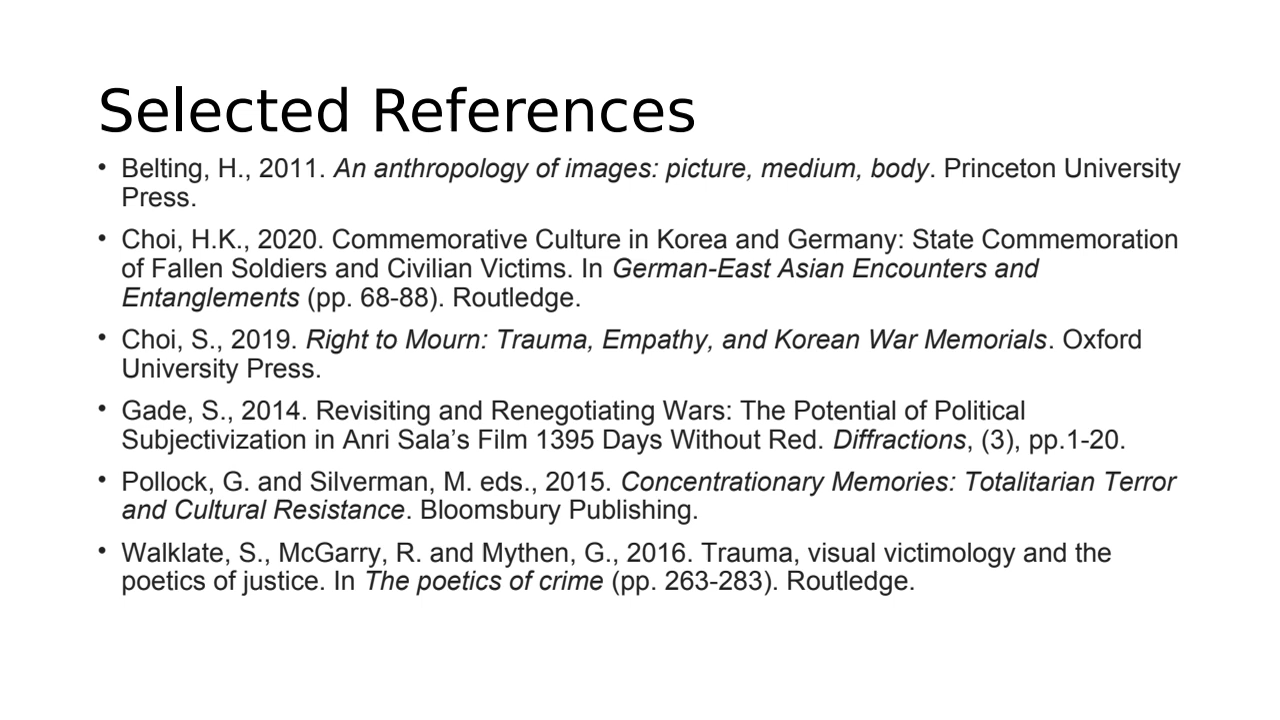 Selected References
• Belting, H., 2011. An anthropology of images: picture, medium, body. Princeton University
Press.
• Choi, H.K., 2020. Commemorative Culture in Korea and Germany: State Commemoration
of Fallen Soldiers and Civilian Victims. In German-East Asian Encounters and
Entanglements (pp. 68-88). Routledge.
• Choi, S., 2019. Right to Mourn: Trauma, Empathy, and Korean War Memorials. Oxford
University Press.
• Gade, S., 2014. Revisiting and Renegotiating Wars: The Potential of Political
Subjectivization in Anri Sala’s Film 1395 Days Without Red. Diffractions, (3), pp.1-20.
• Pollock, G. and Silverman, M. eds., 2015. Concentrationary Memories: Totalitarian Terror
and Cultural Resistance. Bloomsbury Publishing.
• Walklate, S., McGarry, R. and Mythen, G., 2016. Trauma, visual victimology and the
poetics of justice. In The poetics of crime (pp. 263-283). Routledge.